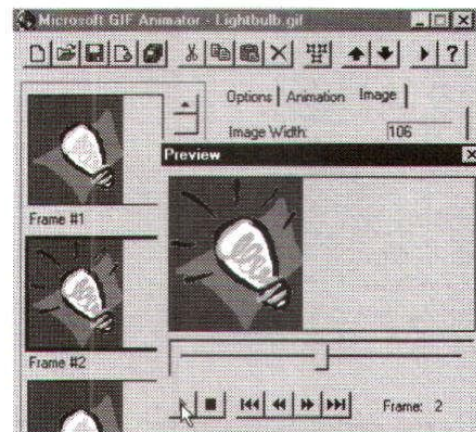 Microsoft GIF Animator - Lightbulb.gif
Options Animation Image
Image Width: 106
Preview
Frame #1
Frame #2
Frame: 2